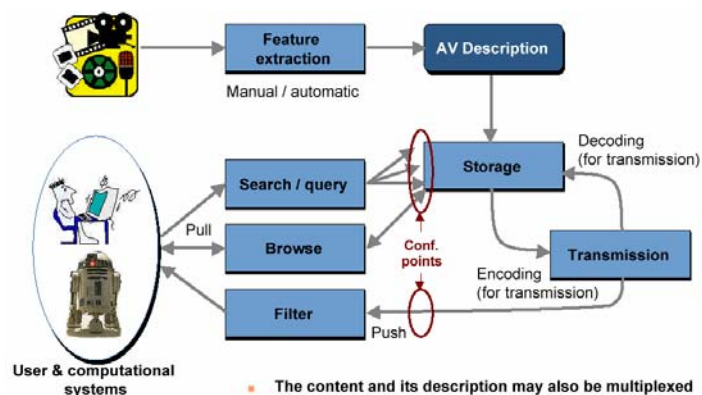 Feature
extraction
AV Description
Manual / automatic
Search / query
Storage
Decoding
(for transmission)
Pull
Browse
Conf.
points
Transmission
Encoding
(for transmission)
Filter
Push
User & computational
systems
The content and its description may also be multiplexed